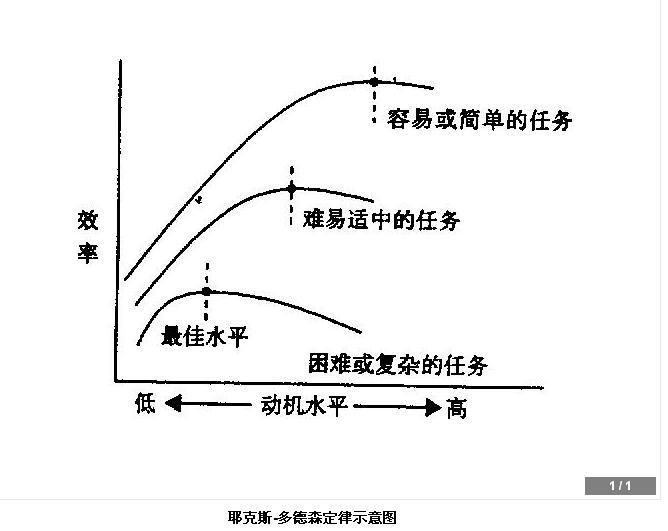 容易或简单的任务
难易适中的任务
效率
最佳水平
困难或复杂的任务
低 动机水平 高
1 / 1
耶克斯-多德森定律示意图